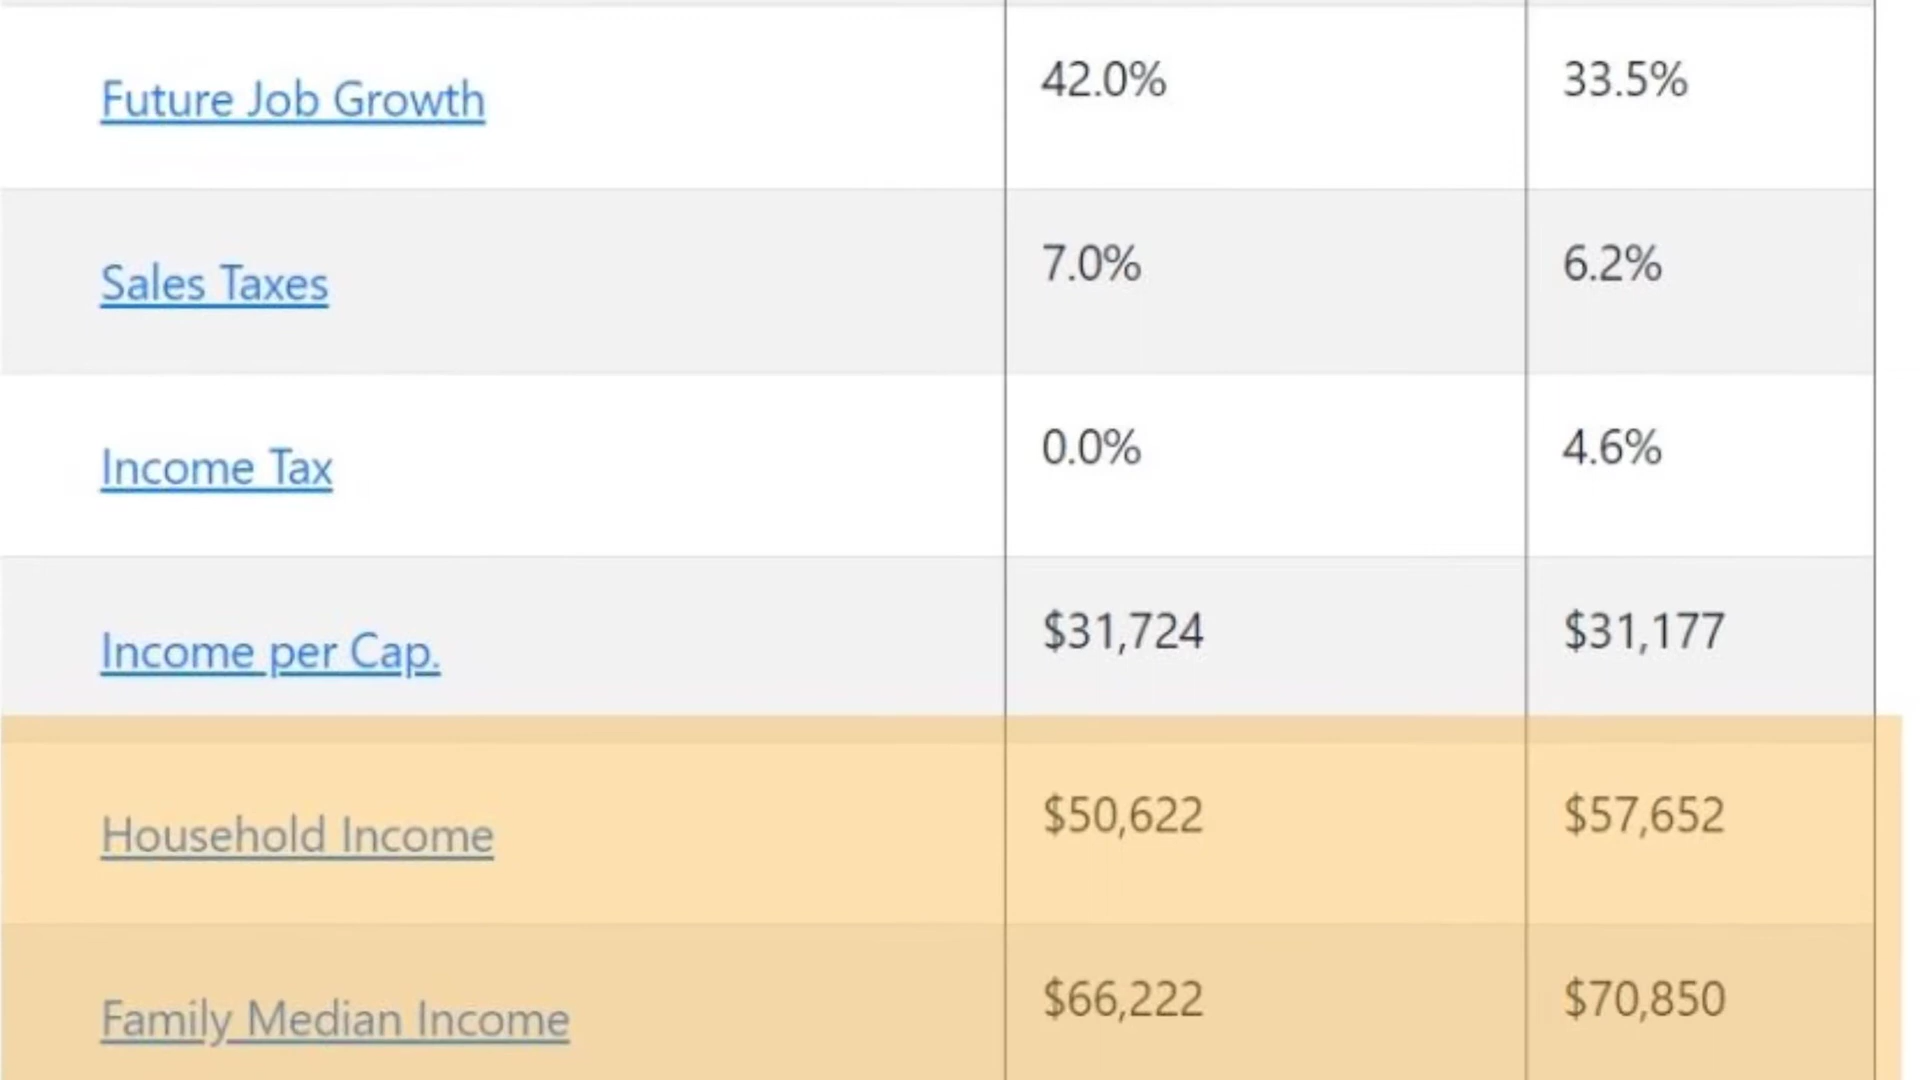 Future Job Growth 42.0% 33.5%
Sales Taxes 7.0% 6.2%
Income Tax 0.0% 4.6%
Income per Cap. $31,724 $31,177
Household Income $50,622 $57,652
Family Median Income $66,222 $70,850